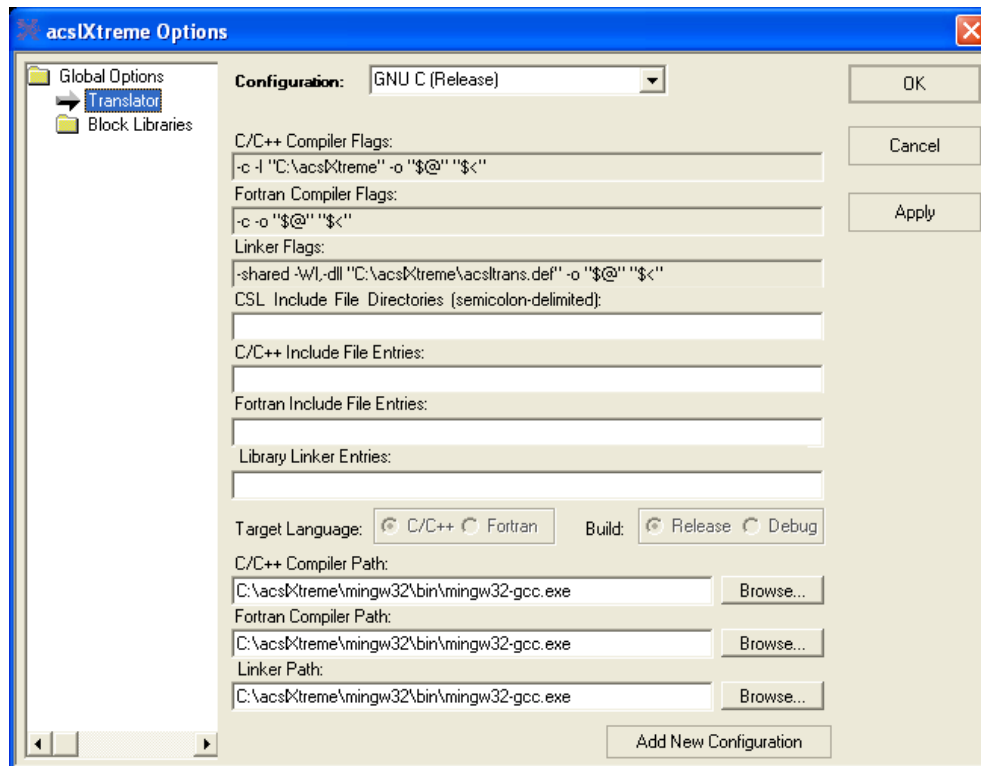 acslXtreme Options
Global Options
Translator
Block Libraries
Configuration: GNU C (Release)
OK
Cancel
Apply
C/C++ Compiler Flags:
-c -I "C:\acslXtreme" -o "$@" "$<"
Fortran Compiler Flags:
-c -o "$@" "$<"
Linker Flags:
-shared -Wl,-dll "C:\acslXtreme\acsltrans.def" -o "$@" "$<"
CSL Include File Directories (semicolon-delimited):
C/C++ Include File Entries:
Fortran Include File Entries:
Library Linker Entries:
Target Language: C/C++ Fortran Build: Release Debug
C/C++ Compiler Path:
C:\acslXtreme\mingw32\bin\mingw32-gcc.exe Browse...
Fortran Compiler Path:
C:\acslXtreme\mingw32\bin\mingw32-gcc.exe Browse...
Linker Path:
C:\acslXtreme\mingw32\bin\mingw32-gcc.exe Browse...
Add New Configuration